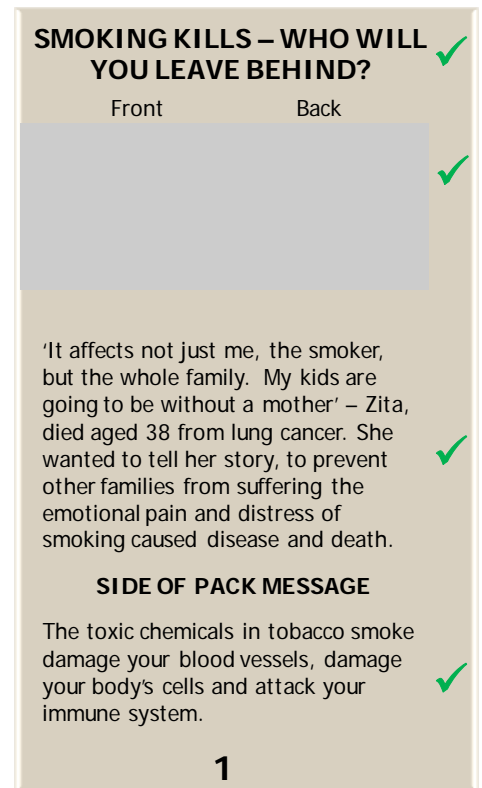 SMOKING KILLS – WHO WILL
YOU LEAVE BEHIND?
Front Back
‘It affects not just me, the smoker,
but the whole family. My kids are
going to be without a mother’ – Zita,
died aged 38 from lung cancer. She
wanted to tell her story, to prevent
other families from suffering the
emotional pain and distress of
smoking caused disease and death.
SIDE OF PACK MESSAGE
The toxic chemicals in tobacco smoke
damage your blood vessels, damage
your body's cells and attack your
immune system.
1